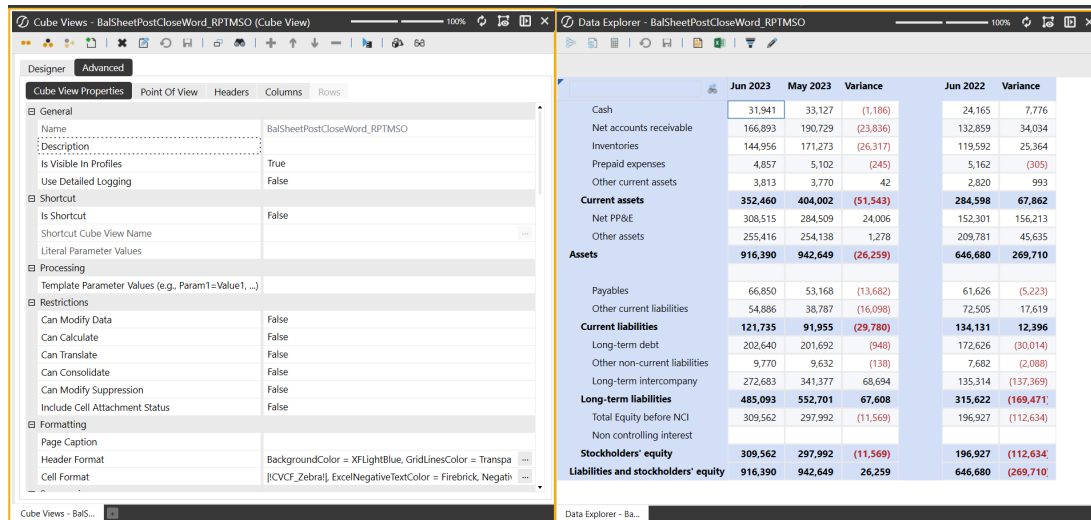 Cube Views - BalSheetPostCloseWord_RPTMSO (Cube View) 100%
Designer Advanced
Cube View Properties Point Of View Headers Columns Rows
General
Name BalSheetPostCloseWord_RPTMSO
Description
Is Visible In Profiles True
Use Detailed Logging False
Shortcut
Is Shortcut False
Shortcut Cube View Name ...
Literal Parameter Values
Processing
Template Parameter Values (e.g., Param1=Value1, ...)
Restrictions
Can Modify Data False
Can Calculate False
Can Translate False
Can Consolidate False
Can Modify Suppression False
Include Cell Attachment Status False
Formatting
Page Caption
Header Format BackgroundColor = XFLightBlue, GridLinesColor = Transpa ...
Cell Format |!CVCF_Zebra!|, ExcelNegativeTextColor = Firebrick, Negativ ...
Cube Views - BalS...
Data Explorer - BalSheetPostCloseWord_RPTMSO 100%
Jun 2023 May 2023 Variance Jun 2022 Variance
Cash 31,941 33,127 (1,186) 24,165 7,776
Net accounts receivable 166,893 190,729 (23,836) 132,859 34,034
Inventories 144,956 171,273 (26,317) 119,592 25,364
Prepaid expenses 4,857 5,102 (245) 5,162 (305)
Other current assets 3,813 3,770 42 2,820 993
Current assets 352,460 404,002 (51,543) 284,598 67,862
Net PP&E 308,515 284,509 24,006 152,301 156,213
Other assets 255,416 254,138 1,278 209,781 45,635
Assets 916,390 942,649 (26,259) 646,680 269,710
Payables 66,850 53,168 (13,682) 61,626 (5,223)
Other current liabilities 54,886 38,787 (16,098) 72,505 17,619
Current liabilities 121,735 91,955 (29,780) 134,131 12,396
Long-term debt 202,640 201,692 (948) 172,626 (30,014)
Other non-current liabilities 9,770 9,632 (138) 7,682 (2,088)
Long-term intercompany 272,683 341,377 68,694 135,314 (137,369)
Long-term liabilities 485,093 552,701 67,608 315,622 (169,471)
Total Equity before NCI 309,562 297,992 (11,569) 196,927 (112,634)
Non controlling interest
Stockholders' equity 309,562 297,992 (11,569) 196,927 (112,634)
Liabilities and stockholders' equity 916,390 942,649 26,259 646,680 (269,710)
Data Explorer - Ba...